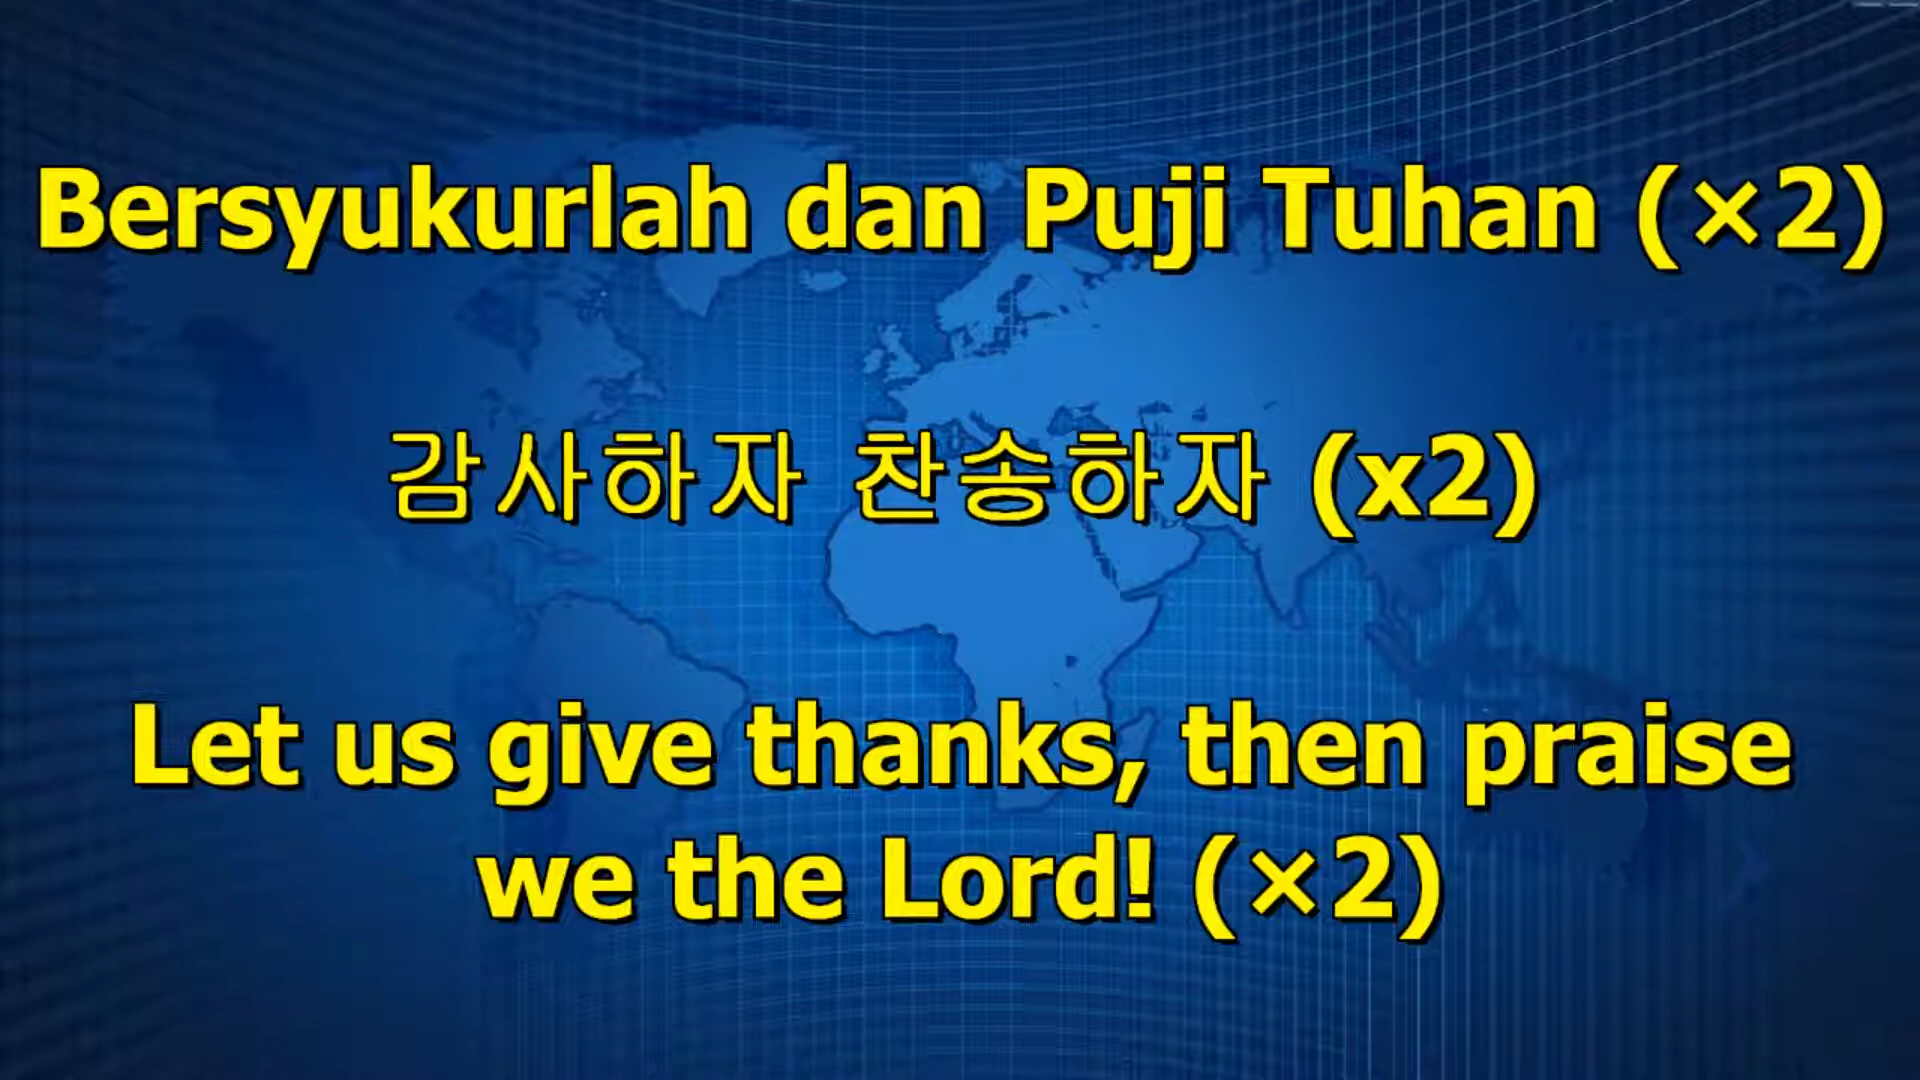 Bersyukurlah dan Puji Tuhan (×2)
감사하자 찬송하자 (x2)
Let us give thanks, then praise
we the Lord! (×2)